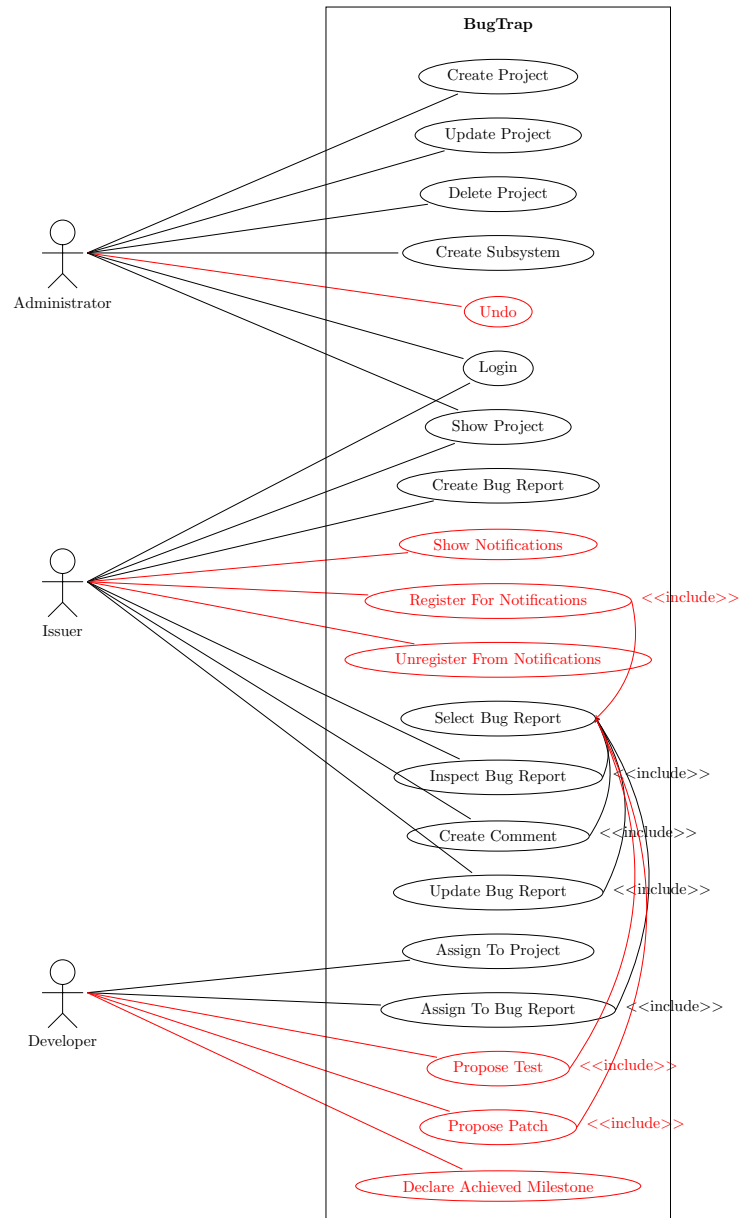 BugTrap
Create Project
Update Project
Delete Project
Create Subsystem
Administrator
Undo
Login
Show Project
Create Bug Report
Show Notifications
Register For Notifications <<include>>
Issuer
Unregister From Notifications
Select Bug Report
Inspect Bug Report <<include>>
Create Comment <<include>>
Update Bug Report <<include>>
Assign To Project
Assign To Bug Report <<include>>
Developer
Propose Test <<include>>
Propose Patch <<include>>
Declare Achieved Milestone